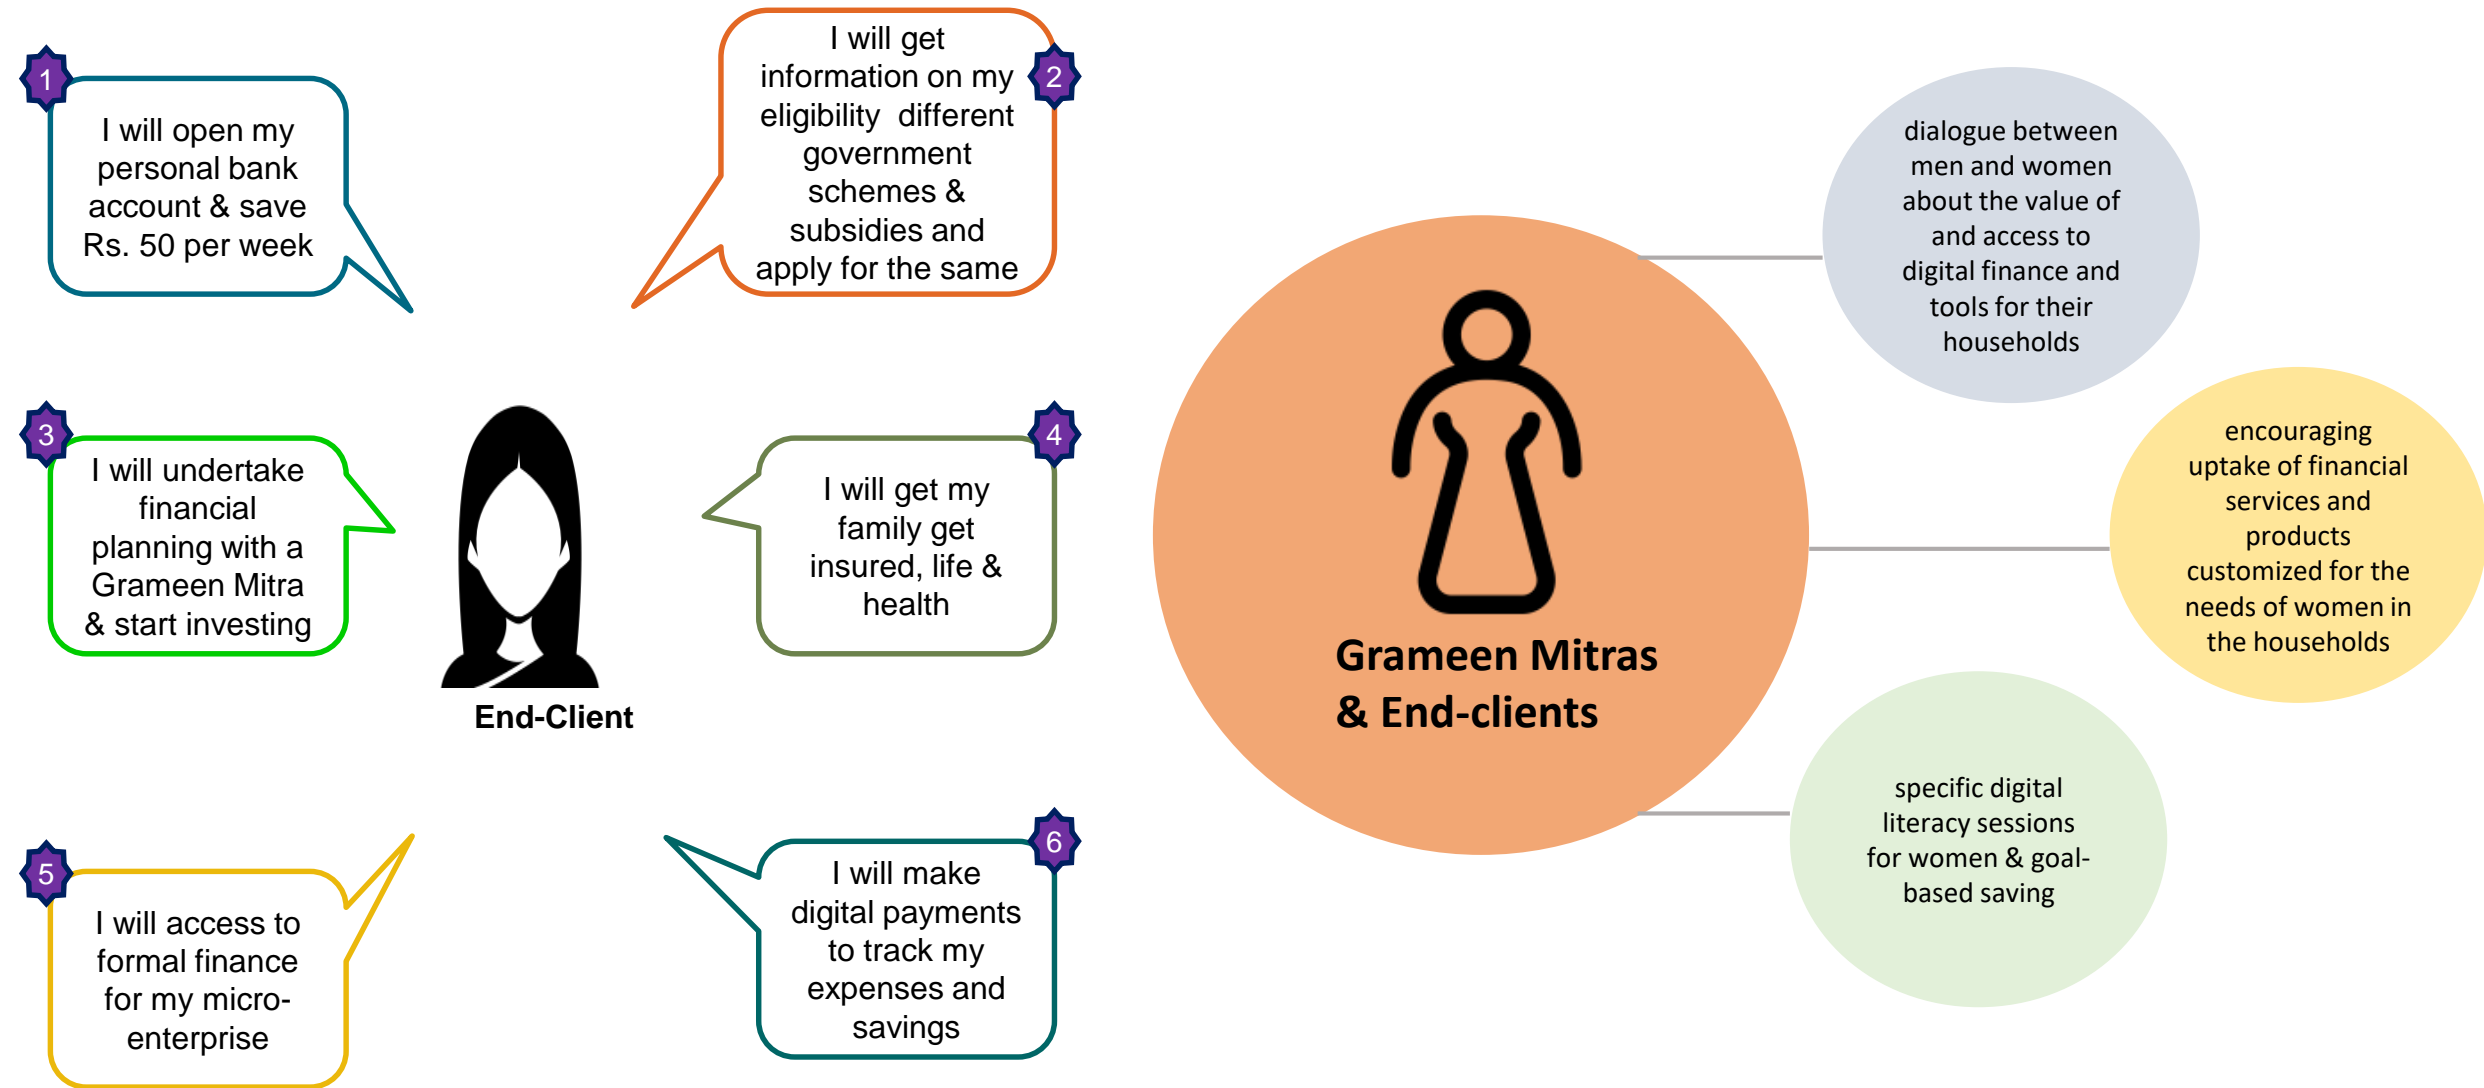 1
I will open my
personal bank
account & save
Rs. 50 per week
2
I will get
information on my
eligibility  different
government
schemes &
subsidies and
apply for the same
3
I will undertake
financial
planning with a
Grameen Mitra
& start investing
4
I will get my
family get
insured, life &
health
End-Client
5
I will access to
formal finance
for my micro-
enterprise
6
I will make
digital payments
to track my
expenses and
savings
Grameen Mitras
& End-clients
dialogue between
men and women
about the value of
and access to
digital finance and
tools for their
households
encouraging
uptake of financial
services and
products
customized for the
needs of women in
the households
specific digital
literacy sessions
for women & goal-
based saving